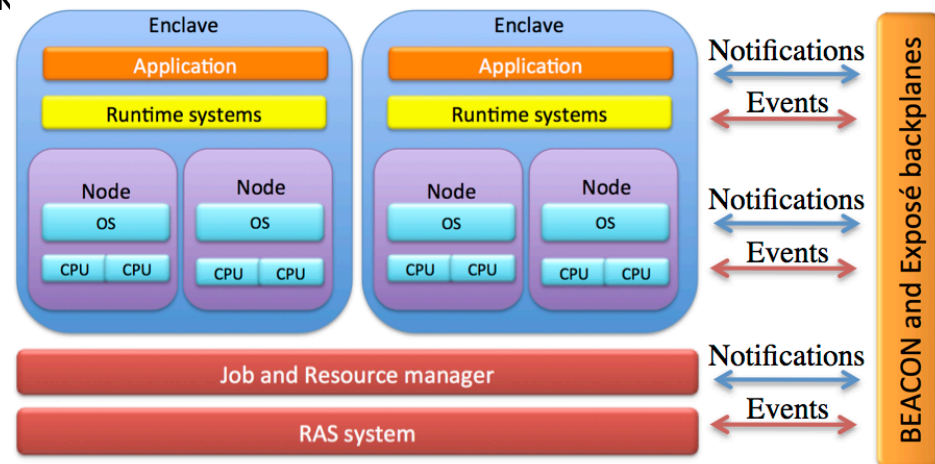 Enclave
Enclave
Application
Application
Runtime systems
Runtime systems
Node
Node
Node
Node
OS
OS
OS
OS
CPU CPU
CPU CPU
CPU CPU
CPU CPU
Job and Resource manager
RAS system
Notifications
Events
Notifications
Events
Notifications
Events
BEACON and Exposé backplanes